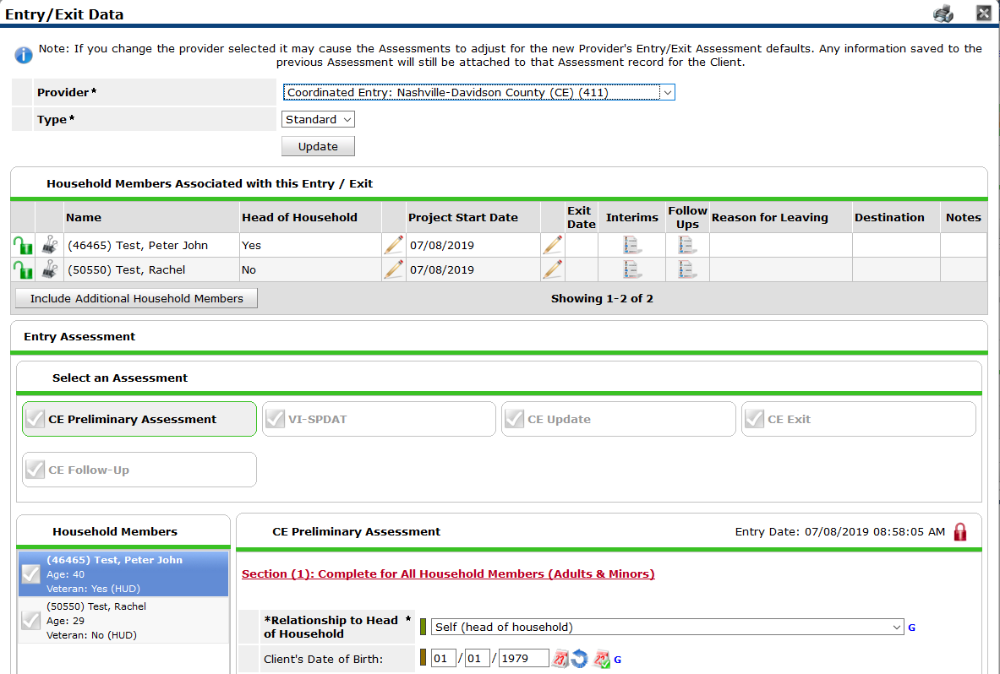 Entry/Exit Data
Note: If you change the provider selected it may cause the Assessments to adjust for the new Provider's Entry/Exit Assessment defaults. Any information saved to the
previous Assessment will still be attached to that Assessment record for the Client.
Provider *
Coordinated Entry: Nashville-Davidson County (CE) (411)
Type *
Standard
Update
Household Members Associated with this Entry / Exit
Name Head of Household Project Start Date Exit Date Interims Follow Ups Reason for Leaving Destination Notes
(46465) Test, Peter John Yes 07/08/2019
(50550) Test, Rachel No 07/08/2019
Include Additional Household Members Showing 1-2 of 2
Entry Assessment
Select an Assessment
CE Preliminary Assessment VI-SPDAT CE Update CE Exit
CE Follow-Up
Household Members
(46465) Test, Peter John
Age: 40
Veteran: Yes (HUD)
(50550) Test, Rachel
Age: 29
Veteran: No (HUD)
CE Preliminary Assessment Entry Date: 07/08/2019 08:58:05 AM
Section (1): Complete for All Household Members (Adults & Minors)
*Relationship to Head *
of Household
Self (head of household) G
Client's Date of Birth: 01 / 01 / 1979 23 23 G